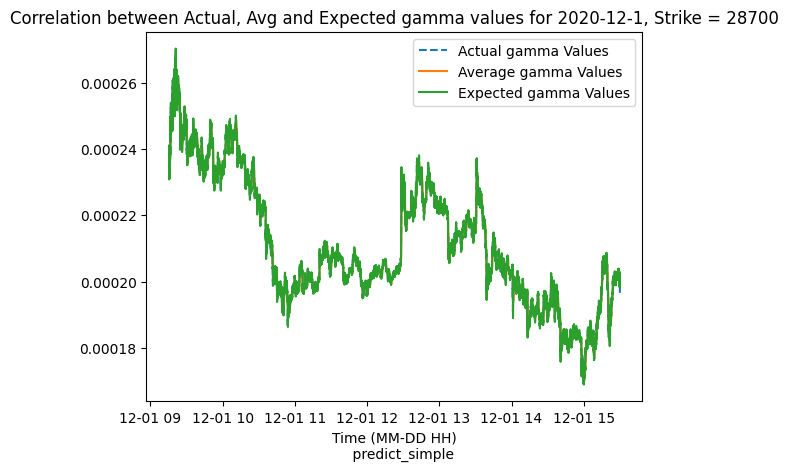 Correlation between Actual, Avg and Expected gamma values for 2020-12-1, Strike = 28700
Actual gamma Values
Average gamma Values
Expected gamma Values
0.00026
0.00024
0.00022
0.00020
0.00018
12-01 09 12-01 10 12-01 11 12-01 12 12-01 13 12-01 14 12-01 15
Time (MM-DD HH)
predict_simple